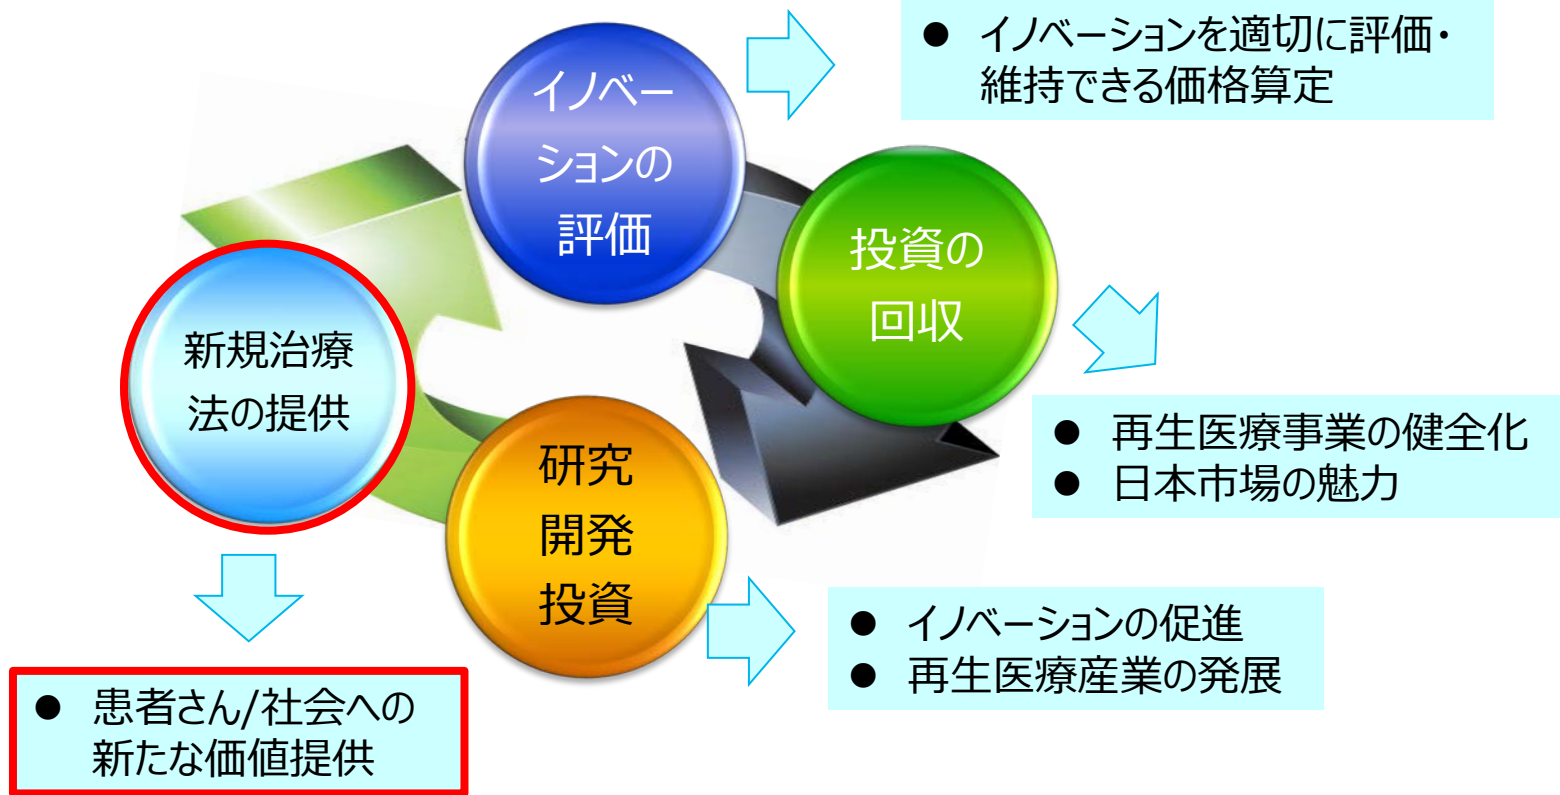 ● イノベーションを適切に評価・
維持できる価格算定
イノベー
ションの
評価
投資の
回収
新規治療
法の提供
● 再生医療事業の健全化
● 日本市場の魅力
研究
開発
投資
● イノベーションの促進
● 再生医療産業の発展
● 患者さん/社会への
新たな価値提供